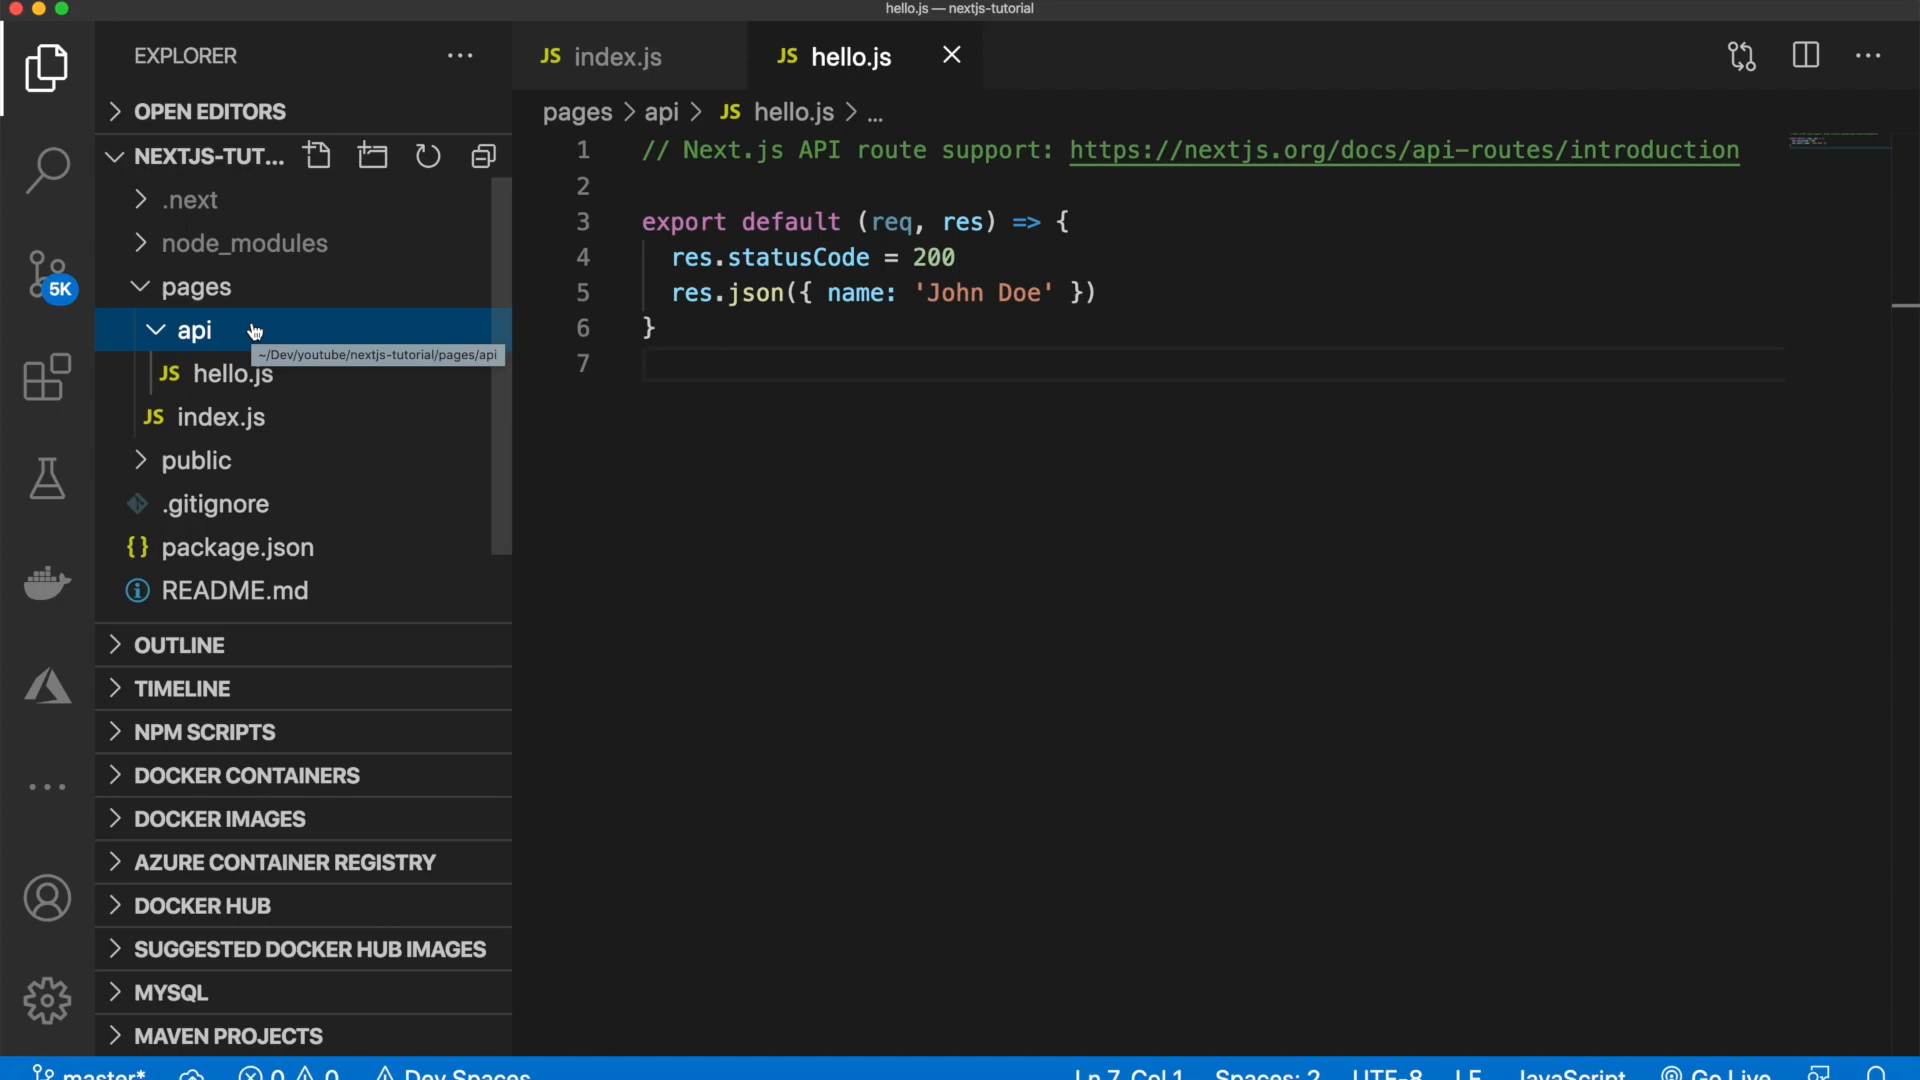 hello.js — nextjs-tutorial
EXPLORER
JS index.js
JS hello.js
OPEN EDITORS
pages > api > JS hello.js > ...
NEXTJS-TUT...
1 // Next.js API route support: https://nextjs.org/docs/api-routes/introduction
2
3 export default (req, res) => {
4 res.statusCode = 200
5 res.json({ name: 'John Doe' })
6 }
7
.next
node_modules
pages
5K
api
~/Dev/youtube/nextjs-tutorial/pages/api
JS hello.js
JS index.js
public
.gitignore
{} package.json
README.md
OUTLINE
TIMELINE
NPM SCRIPTS
DOCKER CONTAINERS
DOCKER IMAGES
AZURE CONTAINER REGISTRY
DOCKER HUB
SUGGESTED DOCKER HUB IMAGES
MYSQL
MAVEN PROJECTS
master* 0 0 Dev Spaces Ln 7, Col 1 Spaces: 2 UTF-8 LF JavaScript Go Live